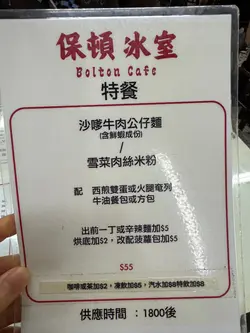 保頓冰室
Bolton Cafe
特餐
沙嗲牛肉公仔麵
(含鮮蝦成份)
/
雪菜肉絲米粉
配 西煎雙蛋或火腿奄列
牛油餐包或方包
出前一丁或辛辣麵加$5
烘底加$2，改配菠蘿包加$5
$55
咖啡或茶加$2，凍飲加$5，汽水加$8特飲加$8
供應時間：1800後